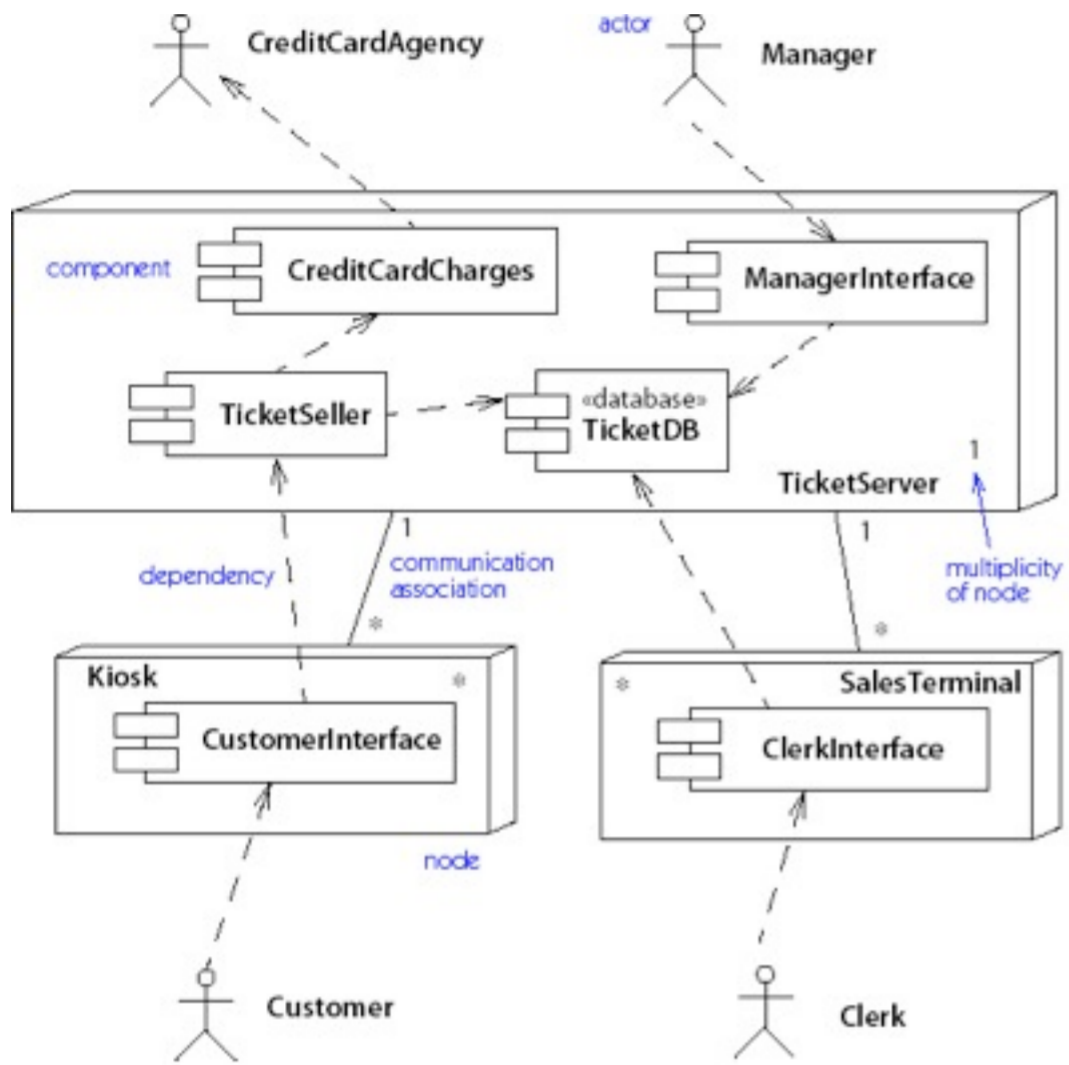 actor
CreditCardAgency
Manager
component
CreditCardCharges
ManagerInterface
TicketSeller
«database»
TicketDB
1
TicketServer
1
1
dependency
communication
association
multiplicity
of node
*
*
Kiosk
*
*
SalesTerminal
CustomerInterface
ClerkInterface
node
Customer
Clerk